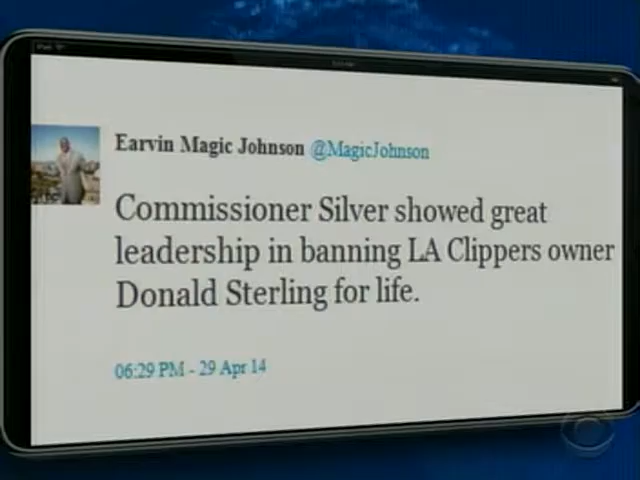 Earvin Magic Johnson @MagicJohnson
Commissioner Silver showed great
leadership in banning LA Clippers owner
Donald Sterling for life.
06:29 PM - 29 Apr 14